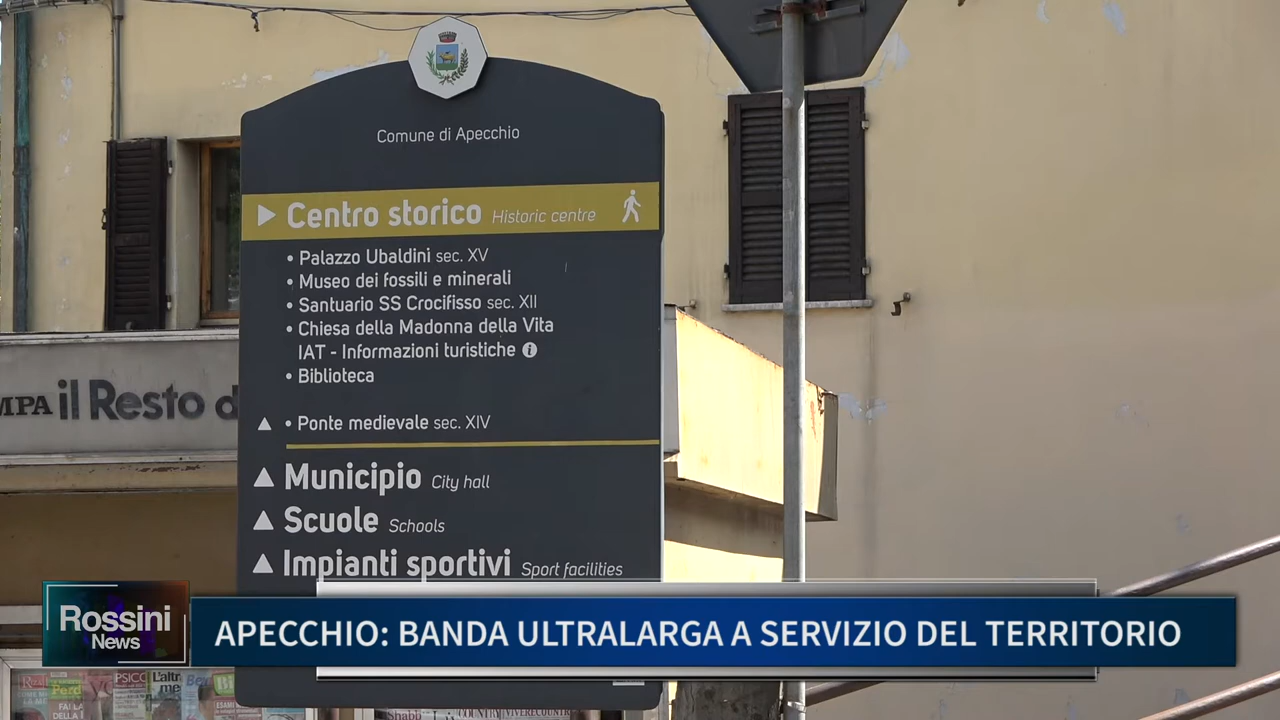 Comune di Apecchio
Centro storico Historic centre
• Palazzo Ubaldini sec. XV
• Museo dei fossili e minerali
• Santuario SS Crocifisso sec. XII
• Chiesa della Madonna della Vita
IAT - Informazioni turistiche i
• Biblioteca
MPA il Resto d
• Ponte medievale sec. XIV
Municipio City hall
Scuole Schools
Impianti sportivi Sport facilities
Rossini
News
APECCHIO: BANDA ULTRALARGA A SERVIZIO DEL TERRITORIO
PSICO